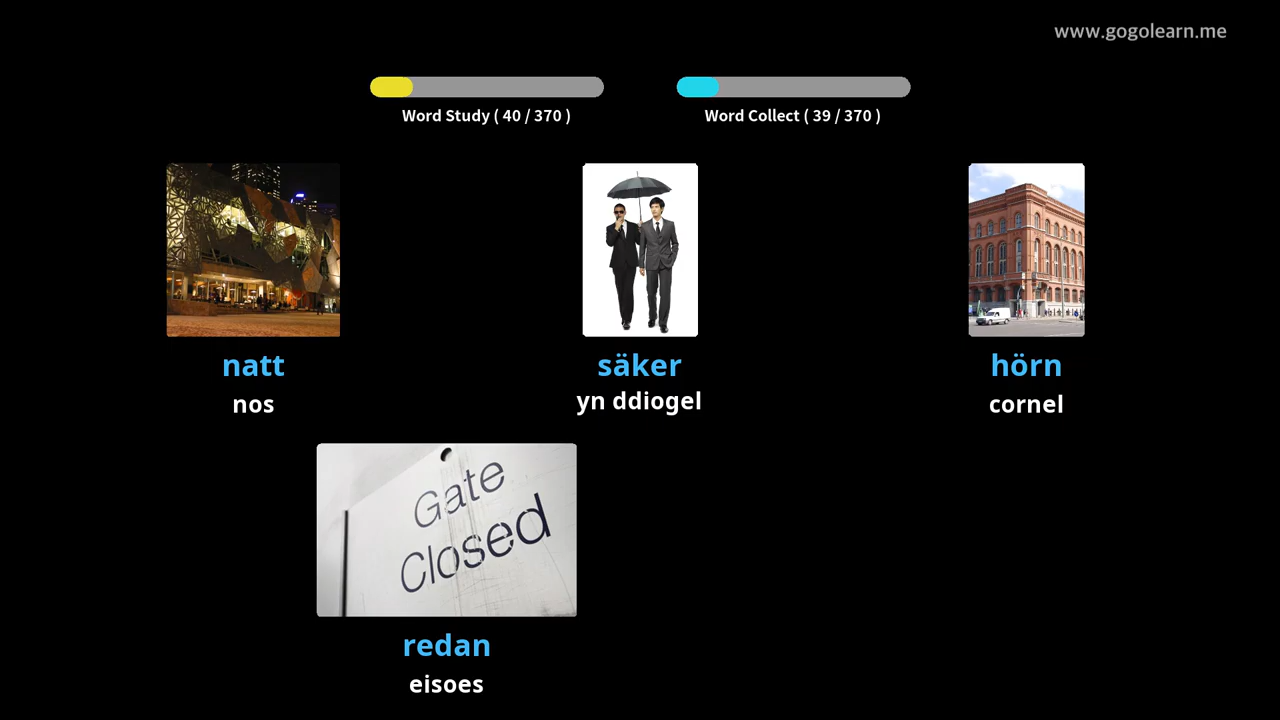 www.gogolearn.me
Word Study ( 40 / 370 )
Word Collect ( 39 / 370 )
natt
nos
säker
yn ddiogel
hörn
cornel
Gate
Closed
redan
eisoes